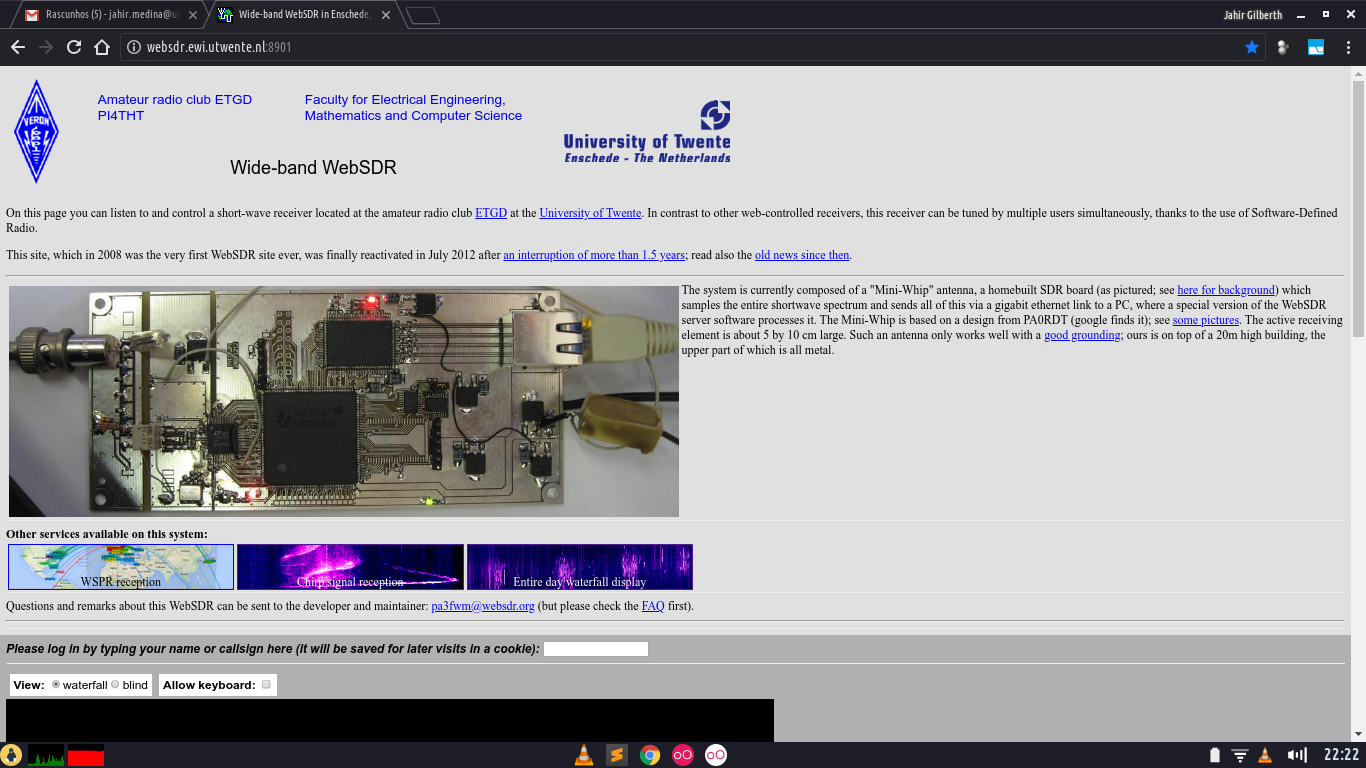 Rascunhos (5) - jahir.medina@u
Wide-band WebSDR in Enschede,
Jahir Gilberth
websdr.ewi.utwente.nl:8901
VERON
Amateur radio club ETGD
PI4THT
Faculty for Electrical Engineering,
Mathematics and Computer Science
University of Twente
Enschede - The Netherlands
Wide-band WebSDR
On this page you can listen to and control a short-wave receiver located at the amateur radio club ETGD at the University of Twente. In contrast to other web-controlled receivers, this receiver can be tuned by multiple users simultaneously, thanks to the use of Software-Defined
Radio.
This site, which in 2008 was the very first WebSDR site ever, was finally reactivated in July 2012 after an interruption of more than 1.5 years; read also the old news since then.
The system is currently composed of a "Mini-Whip" antenna, a homebuilt SDR board (as pictured; see here for background) which
samples the entire shortwave spectrum and sends all of this via a gigabit ethernet link to a PC, where a special version of the WebSDR
server software processes it. The Mini-Whip is based on a design from PA0RDT (google finds it); see some pictures. The active receiving
element is about 5 by 10 cm large. Such an antenna only works well with a good grounding; ours is on top of a 20m high building, the
upper part of which is all metal.
Other services available on this system:
WSPR reception
Chirp signal reception
Entire day waterfall display
Questions and remarks about this WebSDR can be sent to the developer and maintainer: pa3fwm@websdr.org (but please check the FAQ first).
Please log in by typing your name or callsign here (it will be saved for later visits in a cookie):
View: waterfall blind Allow keyboard:
22:22